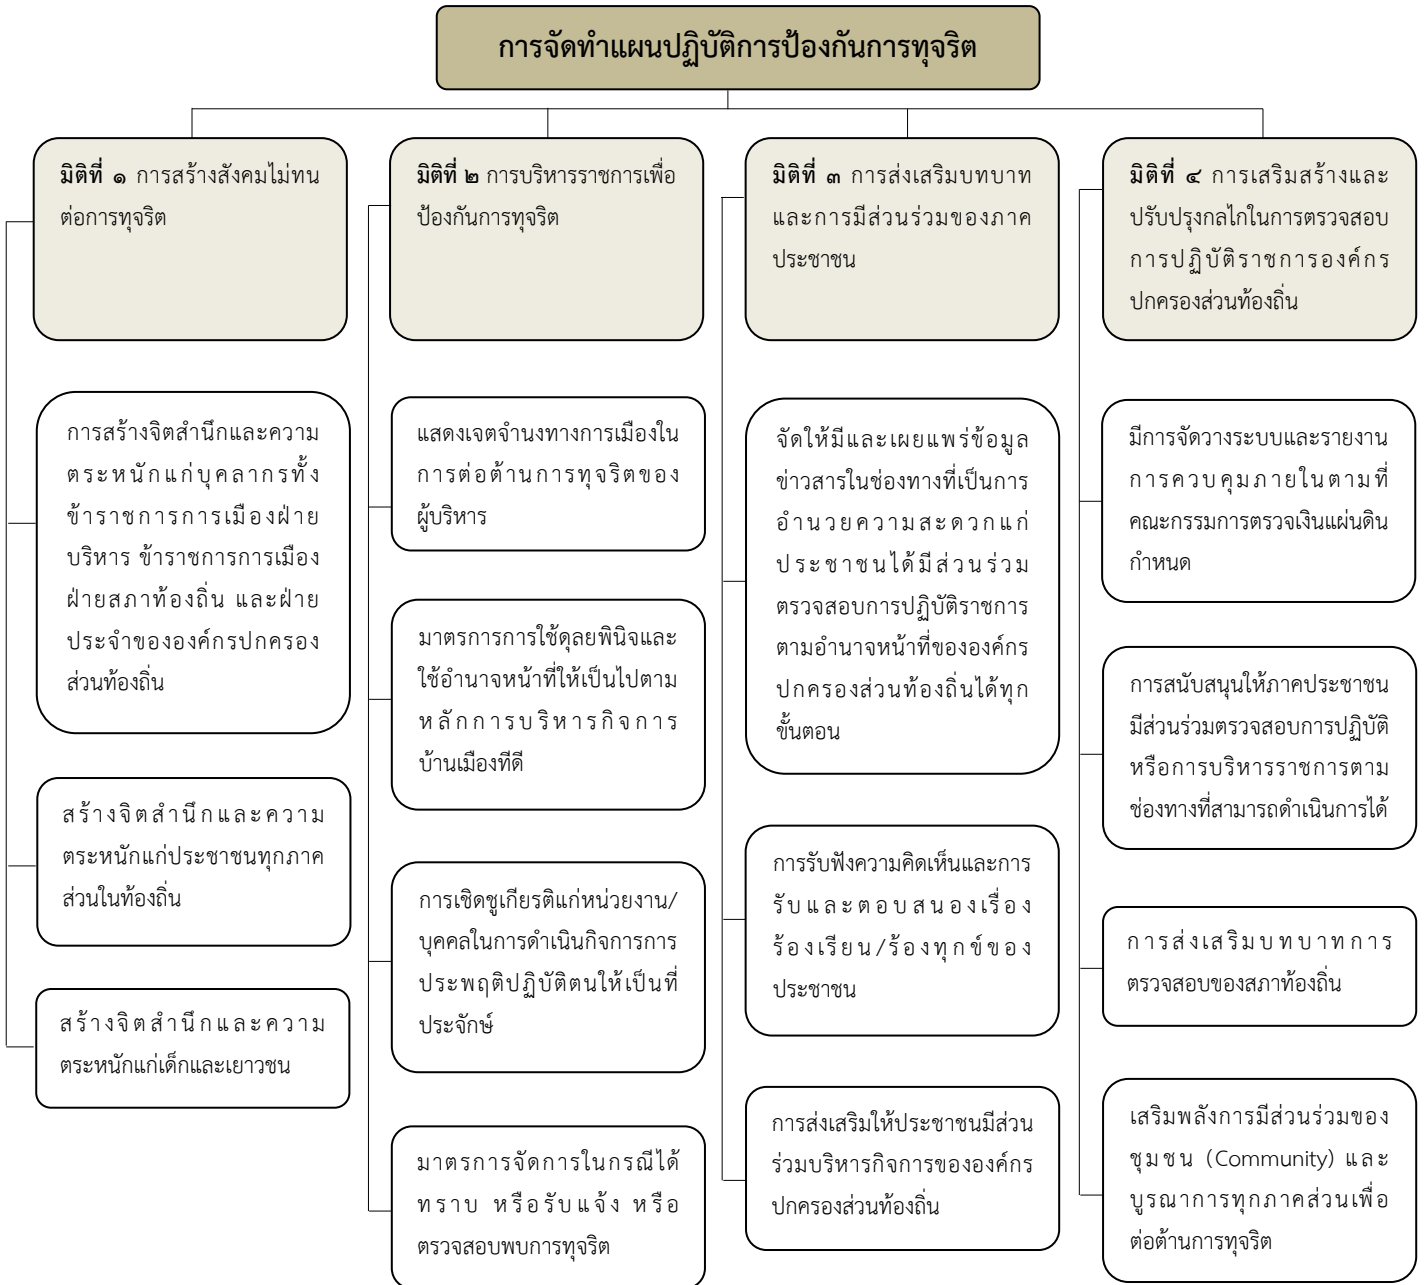 การจัดทำแผนปฏิบัติการป้องกันการทุจริต
มิติที่ ๑ การสร้างสังคมไม่ทน
ต่อการทุจริต
การสร้างจิตสำนึกและความ
ตระหนักแก่บุคลากรทั้ง
ข้าราชการการเมืองฝ่าย
บริหาร ข้าราชการการเมือง
ฝ่ายสภาท้องถิ่น และฝ่าย
ประจำขององค์กรปกครอง
ส่วนท้องถิ่น
สร้างจิตสำนึกและความ
ตระหนักแก่ประชาชนทุกภาค
ส่วนในท้องถิ่น
สร้างจิตสำนึกและความ
ตระหนักแก่เด็กและเยาวชน
มิติที่ ๒ การบริหารราชการเพื่อ
ป้องกันการทุจริต
แสดงเจตจำนงทางการเมืองใน
การต่อต้านการทุจริตของ
ผู้บริหาร
มาตรการการใช้ดุลยพินิจและ
ใช้อำนาจหน้าที่ให้เป็นไปตาม
หลักการบริหารกิจการ
บ้านเมืองทีดี
การเชิดชูเกียรติแก่หน่วยงาน/
บุคคลในการดำเนินกิจการการ
ประพฤติปฏิบัติตนให้เป็นที่
ประจักษ์
มาตรการจัดการในกรณีได้
ทราบ หรือรับแจ้ง หรือ
ตรวจสอบพบการทุจริต
มิติที่ ๓ การส่งเสริมบทบาท
และการมีส่วนร่วมของภาค
ประชาชน
จัดให้มีและเผยแพร่ข้อมูล
ข่าวสารในช่องทางที่เป็นการ
อำนวยความสะดวกแก่
ประชาชนได้มีส่วนร่วม
ตรวจสอบการปฏิบัติราชการ
ตามอำนาจหน้าที่ขององค์กร
ปกครองส่วนท้องถิ่นได้ทุก
ขั้นตอน
การรับฟังความคิดเห็นและการ
รับและตอบสนองเรื่อง
ร้องเรียน/ร้องทุกข์ของ
ประชาชน
การส่งเสริมให้ประชาชนมีส่วน
ร่วมบริหารกิจการขององค์กร
ปกครองส่วนท้องถิ่น
มิติที่ ๔ การเสริมสร้างและ
ปรับปรุงกลไกในการตรวจสอบ
การปฏิบัติราชการองค์กร
ปกครองส่วนท้องถิ่น
มีการจัดวางระบบและรายงาน
การควบคุมภายในตามที่
คณะกรรมการตรวจเงินแผ่นดิน
กำหนด
การสนับสนุนให้ภาคประชาชน
มีส่วนร่วมตรวจสอบการปฏิบัติ
หรือการบริหารราชการตาม
ช่องทางที่สามารถดำเนินการได้
การส่งเสริมบทบาทการ
ตรวจสอบของสภาท้องถิ่น
เสริมพลังการมีส่วนร่วมของ
ชุมชน (Community) และ
บูรณาการทุกภาคส่วนเพื่อ
ต่อต้านการทุจริต